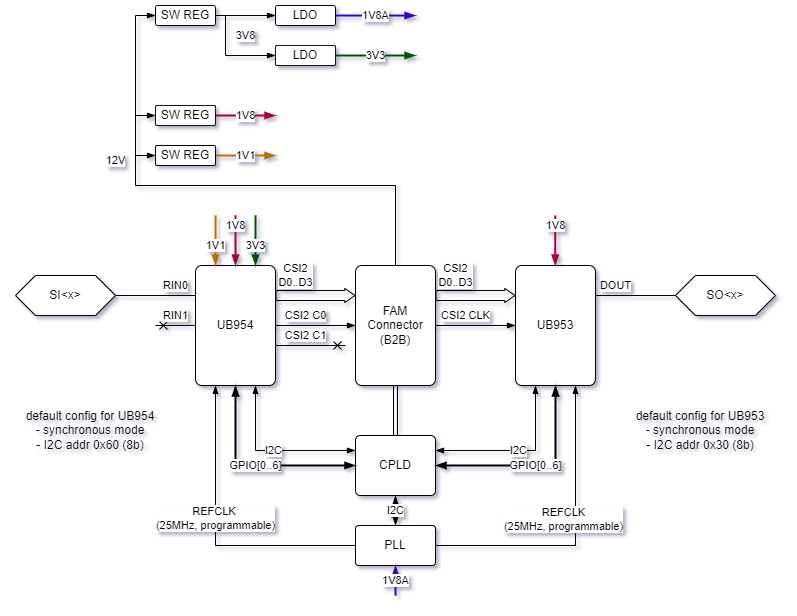 SW REG
LDO
1V8A
3V8
LDO
3V3
SW REG
1V8
12V
SW REG
1V1
1V8
1V1
3V3
1V8
SI<x>
RIN0
RIN1
UB954
CSI2
D0..D3
CSI2 C0
CSI2 C1
FAM
Connector
(B2B)
CSI2
D0..D3
CSI2 CLK
UB953
DOUT
SO<x>
default config for UB954
- synchronous mode
- I2C addr 0x60 (8b)
default config for UB953
- synchronous mode
- I2C addr 0x30 (8b)
I2C
GPIO[0..6]
CPLD
I2C
GPIO[0..6]
REFCLK
(25MHz, programmable)
I2C
REFCLK
(25MHz, programmable)
PLL
1V8A